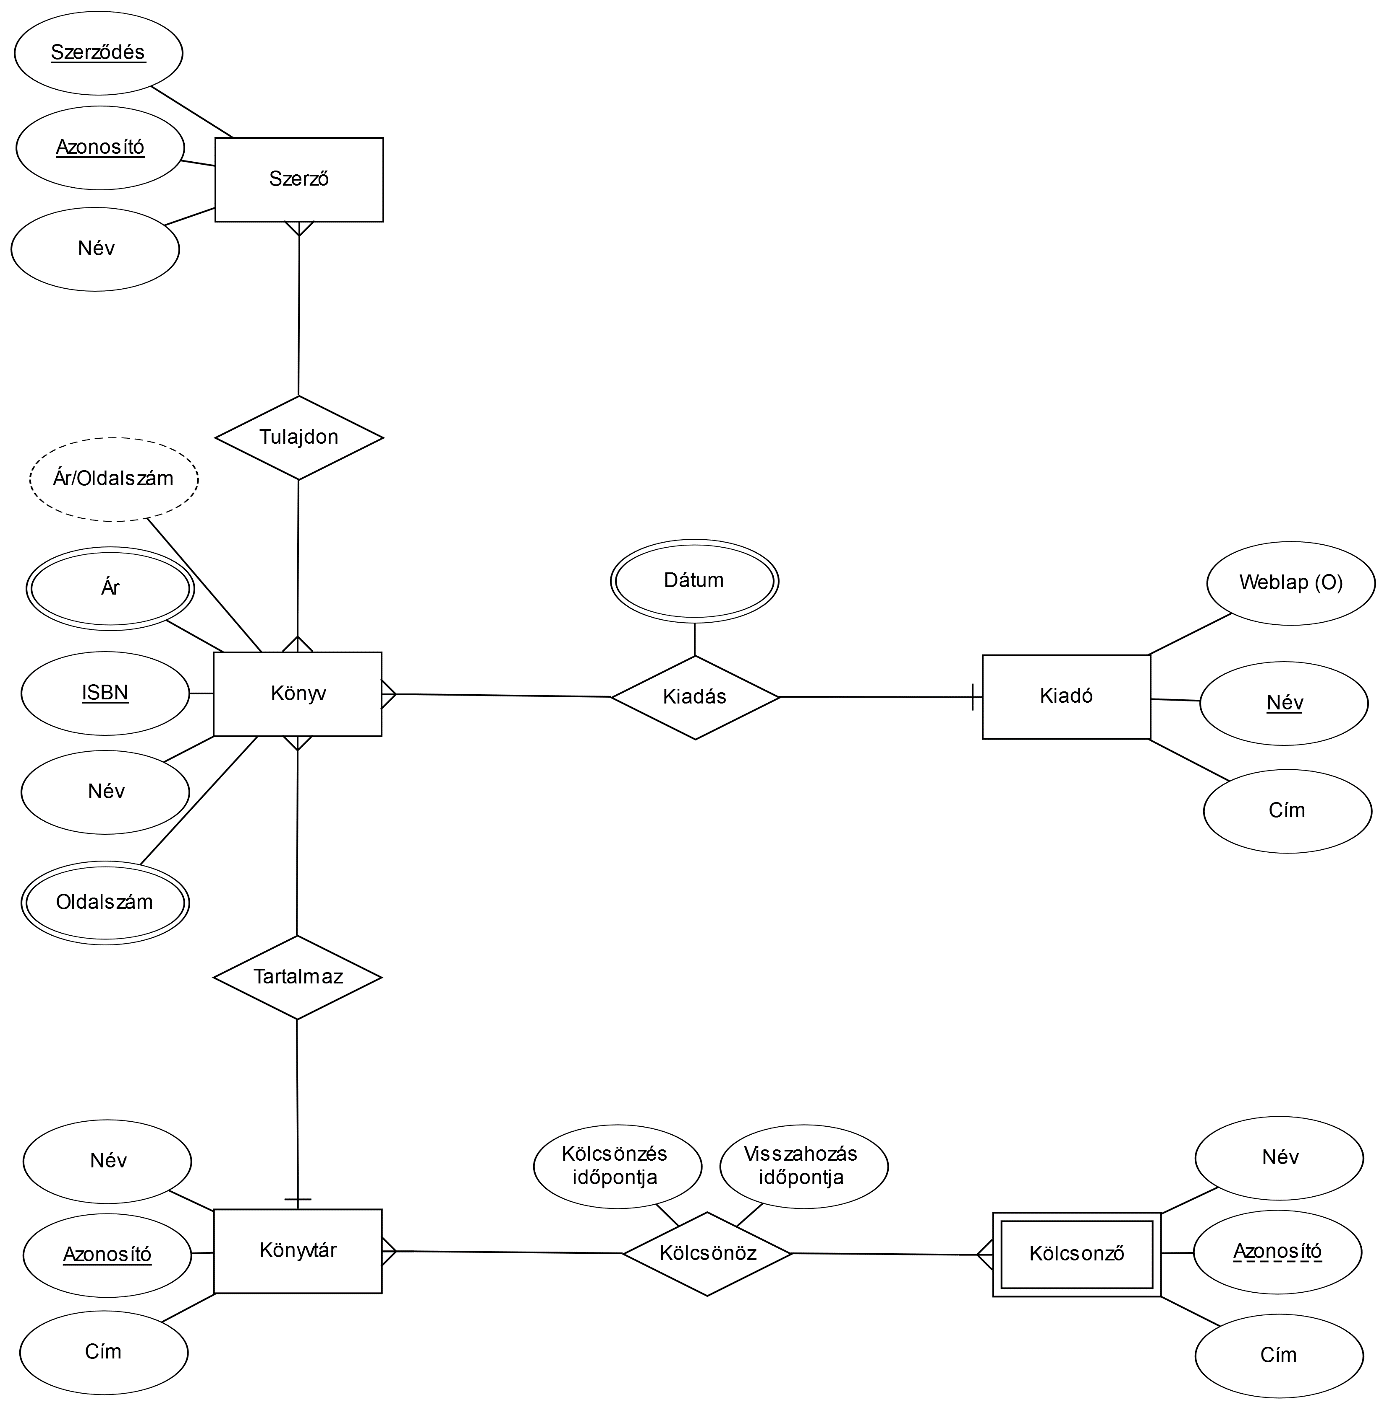 Szerződés
Azonosító
Szerző
Név
Tulajdon
Ár/Oldalszám
Ár
Dátum
Weblap (O)
ISBN
Könyv
Kiadás
Kiadó
Név
Név
Cím
Oldalszám
Tartalmaz
Név
Kölcsönzés
időpontja
Visszahozás
időpontja
Név
Azonosító
Könyvtár
Kölcsönöz
Kölcsonző
Azonosító
Cím
Cím